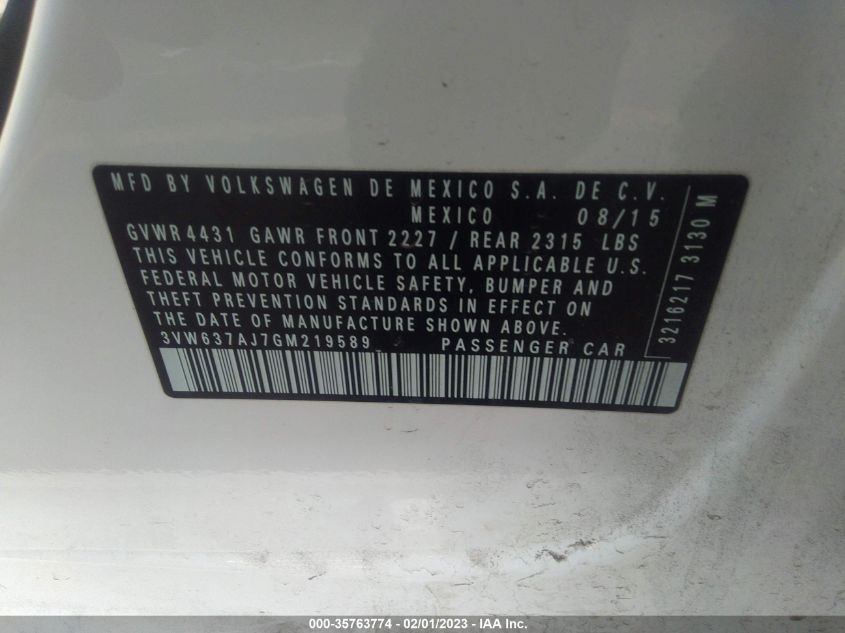 MFD BY VOLKSWAGEN DE MEXICO S.A. DE C.V.
MEXICO 08/15
GVWR 4431 GAWR FRONT 2227 / REAR 2315 LBS
THIS VEHICLE CONFORMS TO ALL APPLICABLE U.S.
FEDERAL MOTOR VEHICLE SAFETY, BUMPER AND
THEFT PREVENTION STANDARDS IN EFFECT ON
THE DATE OF MANUFACTURE SHOWN ABOVE.
3VW637AJ7GM219589 PASSENGER CAR
3216217 3130 M
000-35763774 - 02/01/2023 - IAA Inc.